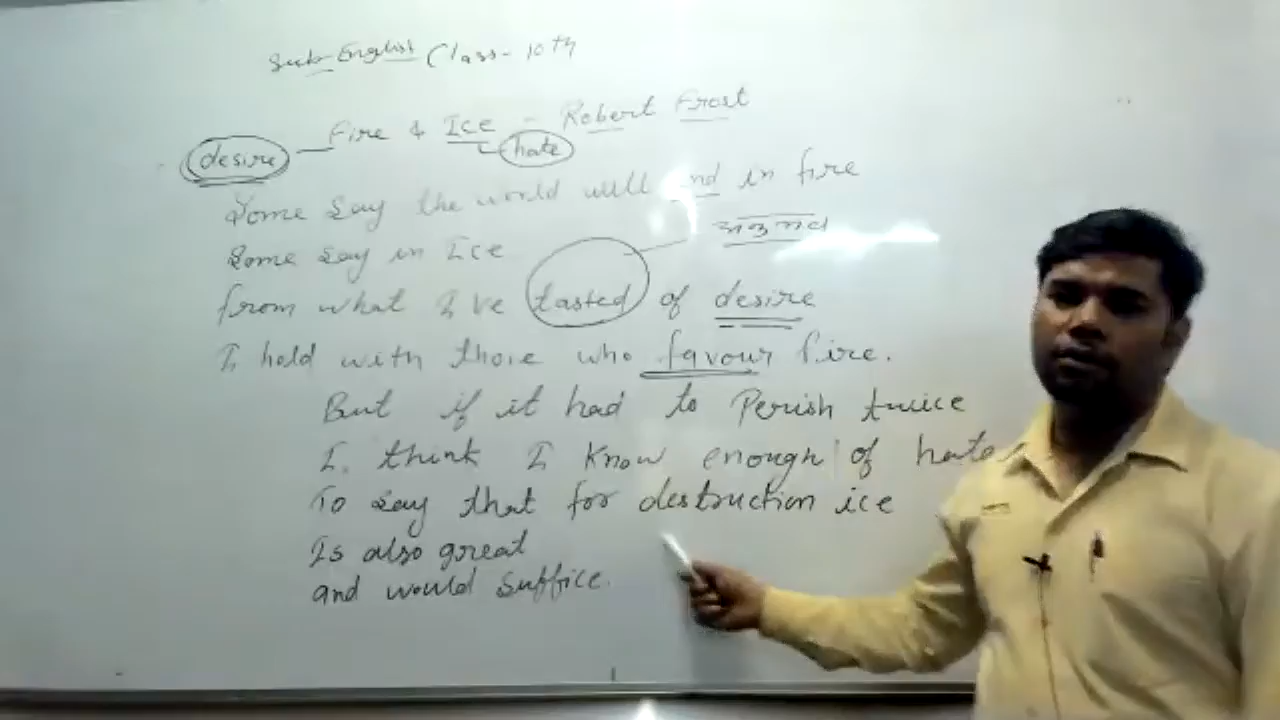 Sub-English Class-10th
Fire & Ice - Robert Frost
desire
hate
Some Say the world will end in fire
अनुभव
Some Say in Ice
from what I've tasted of desire
I hold with those who favour fire.
But if it had to Perish twice
I. think I Know enough of hate
To Say that for destruction ice
Is also great
and would Suffice.